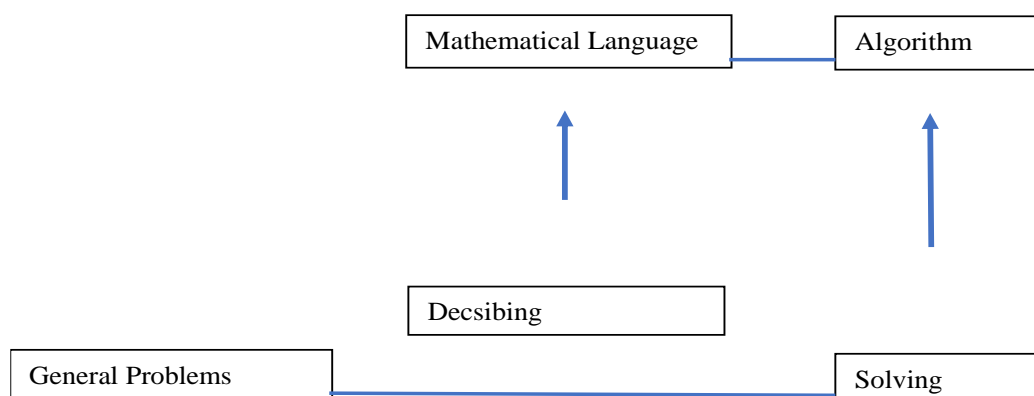 Mathematical Language
Algorithm
Decsibing
General Problems
Solving